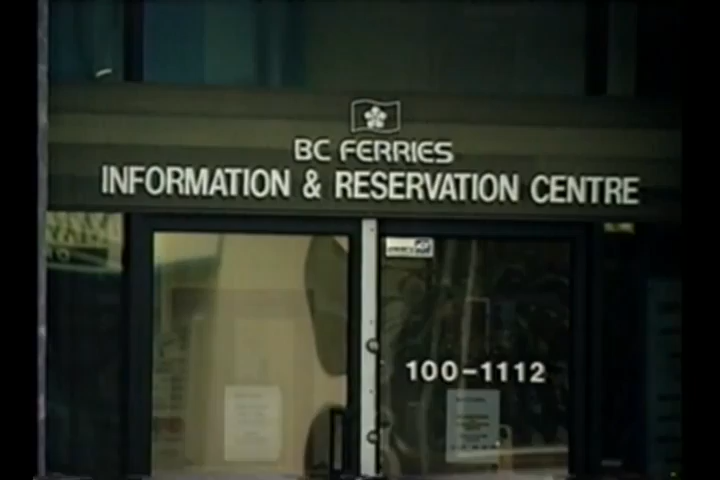 BC FERRIES
INFORMATION & RESERVATION CENTRE
100-1112